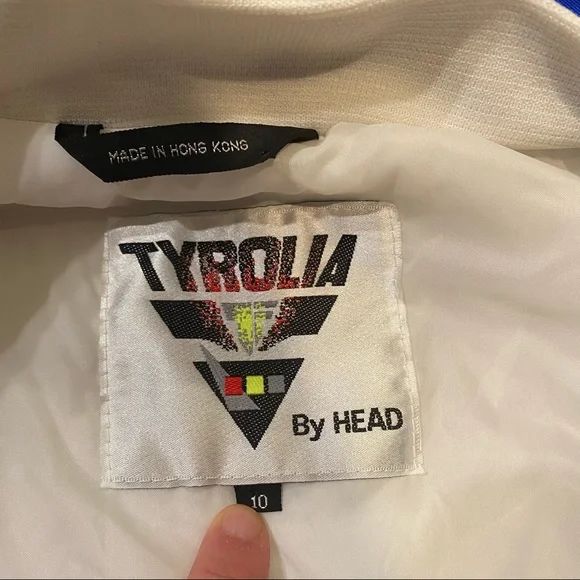 MADE IN HONG KONG
TYROLIA
By HEAD
10